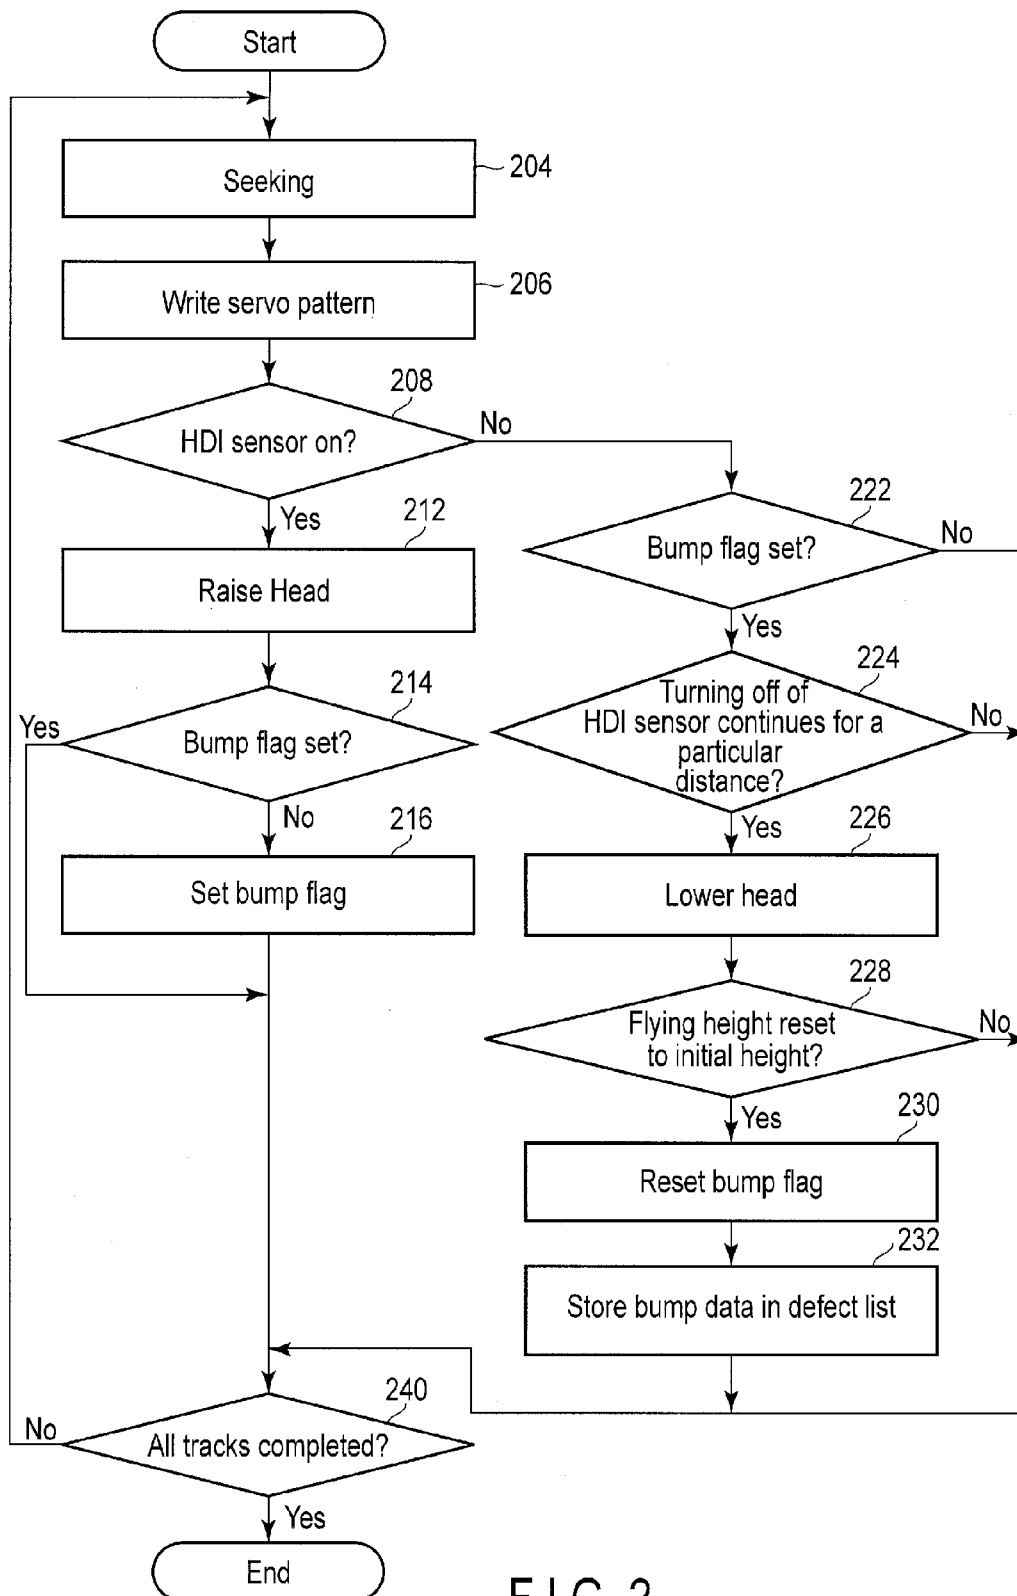 Start
Seeking
204
Write servo pattern
206
208
HDI sensor on?
No
Yes
212
Raise Head
222
Bump flag set?
No
Yes
214
Yes
Bump flag set?
No
224
Turning off of
HDI sensor continues for a
particular
distance?
No
Yes
216
Set bump flag
226
Lower head
228
Flying height reset
to initial height?
No
Yes
230
Reset bump flag
232
Store bump data in defect list
240
No
All tracks completed?
Yes
End
FIG. 2